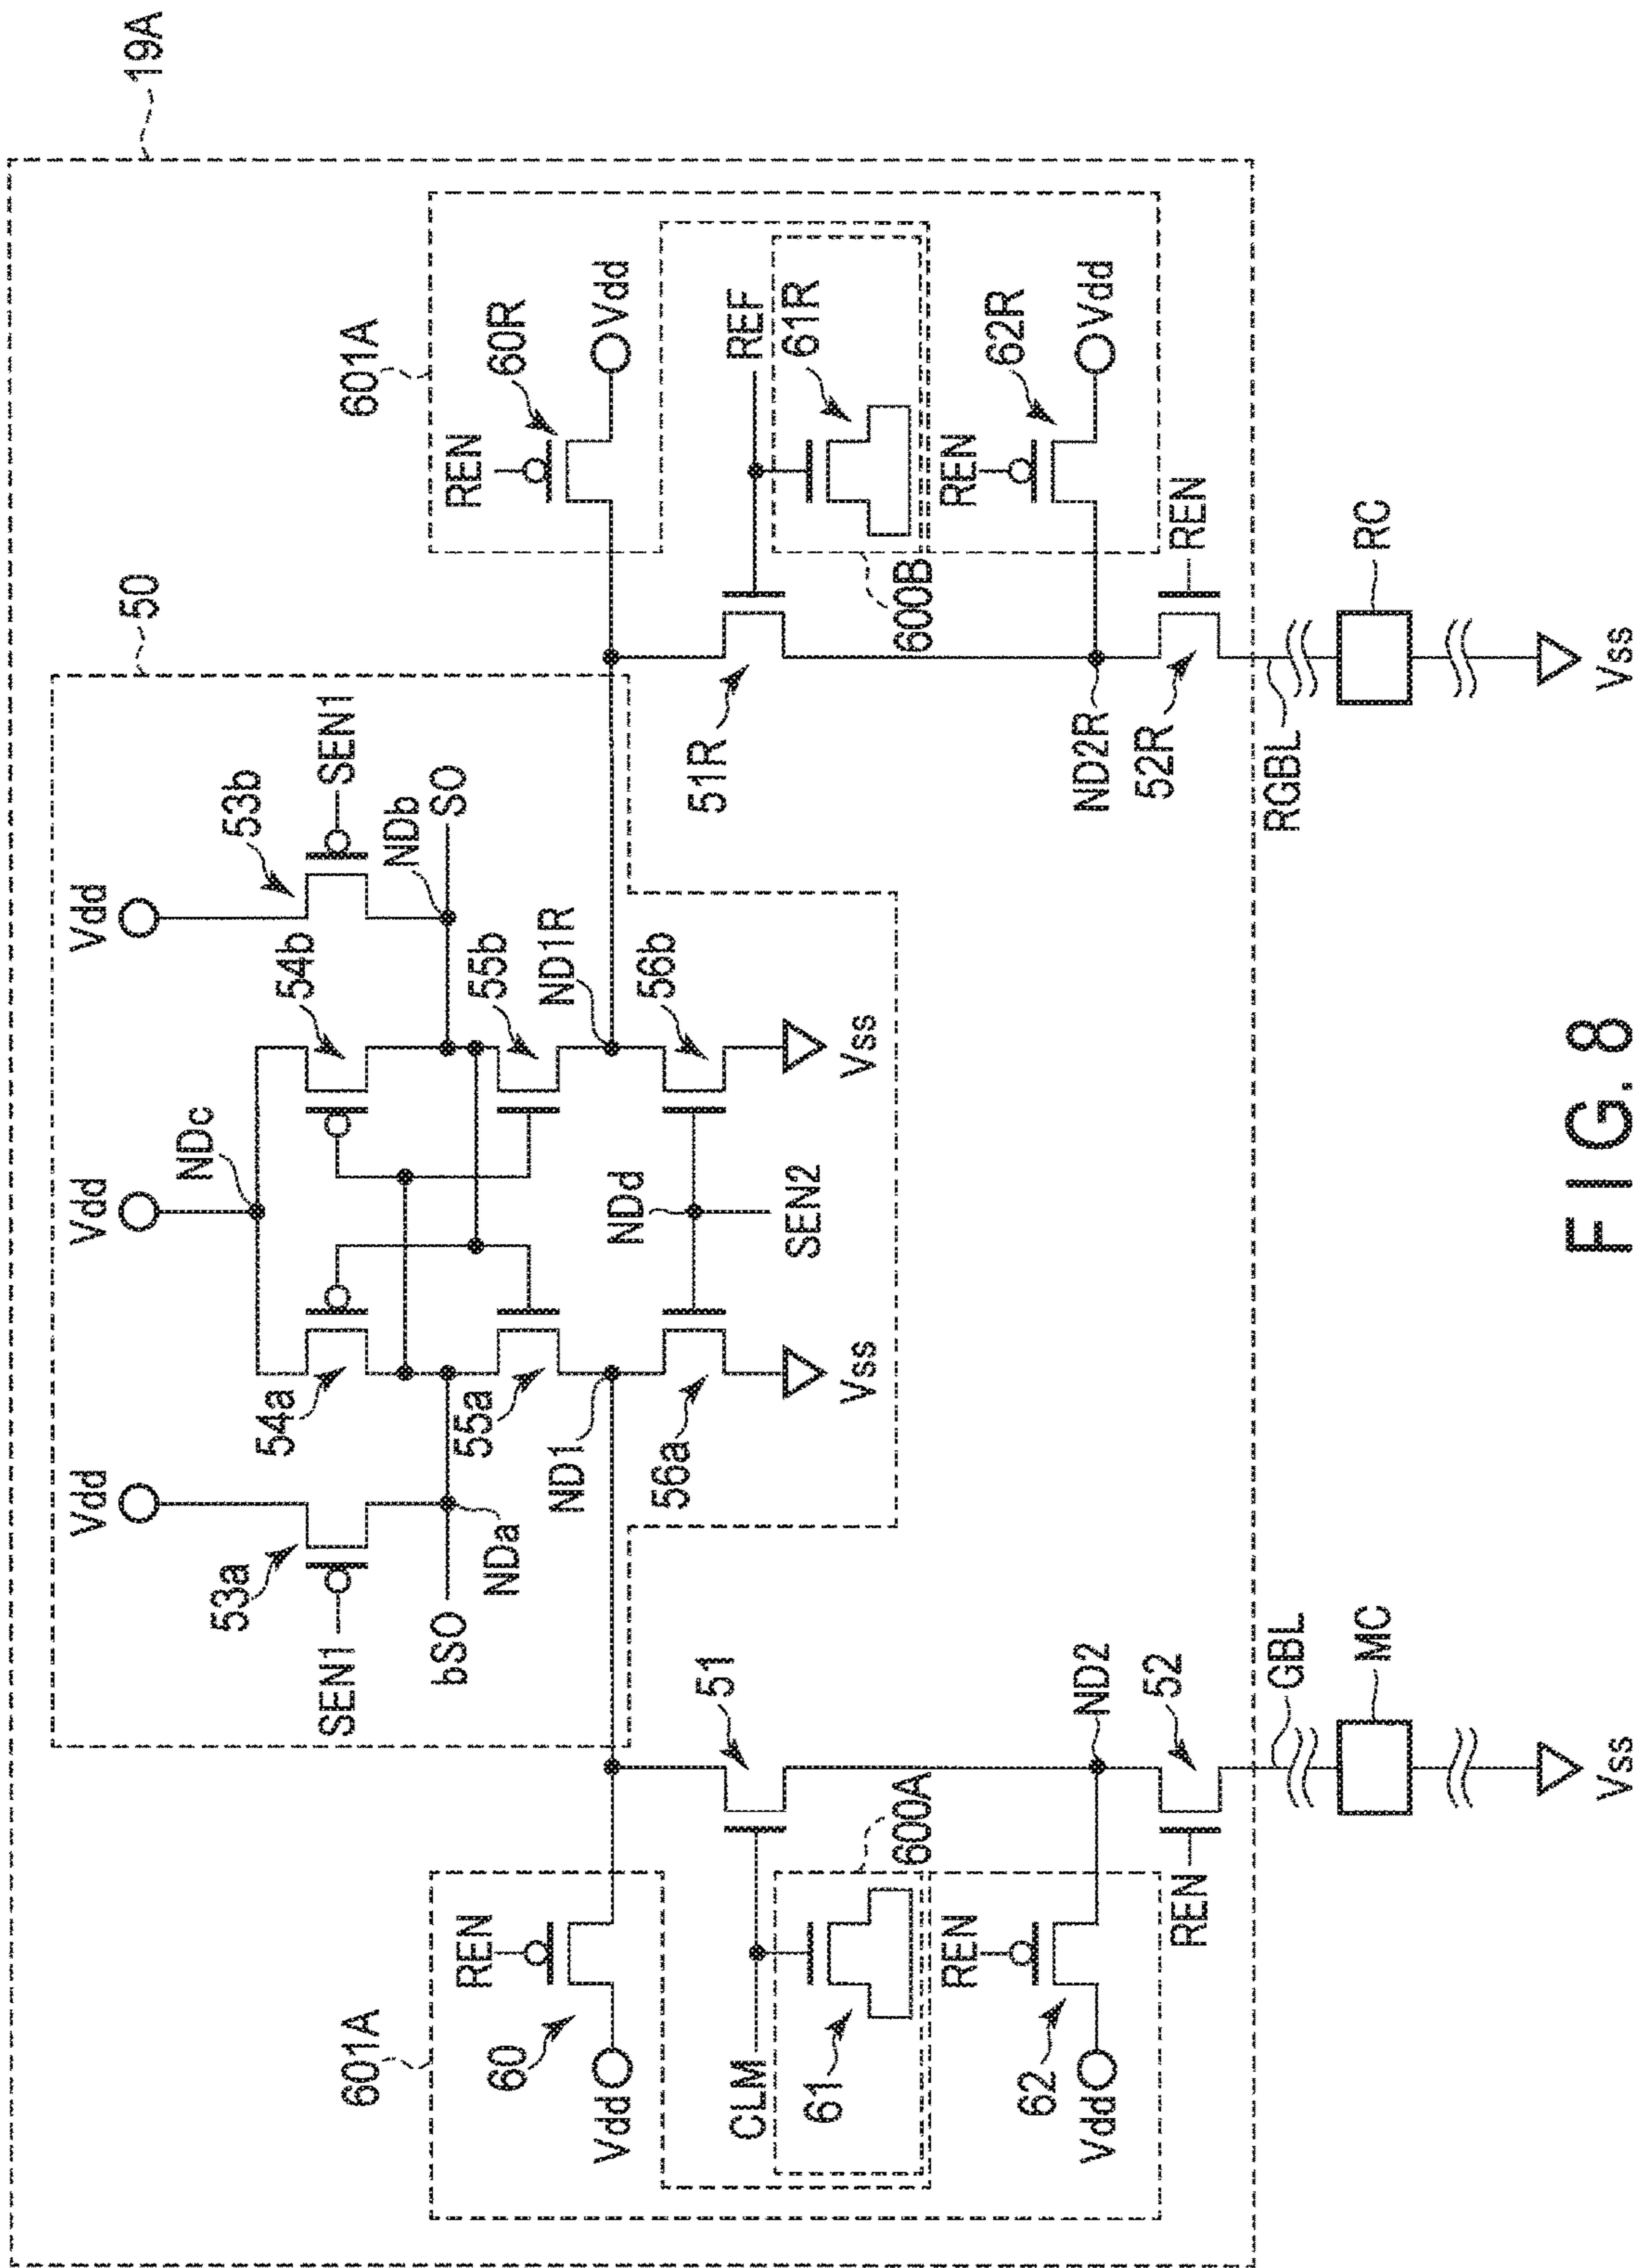 19A
50
Vdd
Vdd
Vdd
NDc
53a
54a
54b
53b
SEN1
SEN1
bSO
NDa
NDb
SO
55a
55b
ND1
ND1R
56a
56b
NDd
SEN2
Vss
Vss
601A
REN
60
Vdd
CLM
51
61
600A
REN
62
Vdd
ND2
REN
52
GBL
MC
Vss
601A
REN
60R
Vdd
REF
51R
61R
600B
REN
62R
Vdd
ND2R
REN
52R
RGBL
RC
Vss
FIG. 8